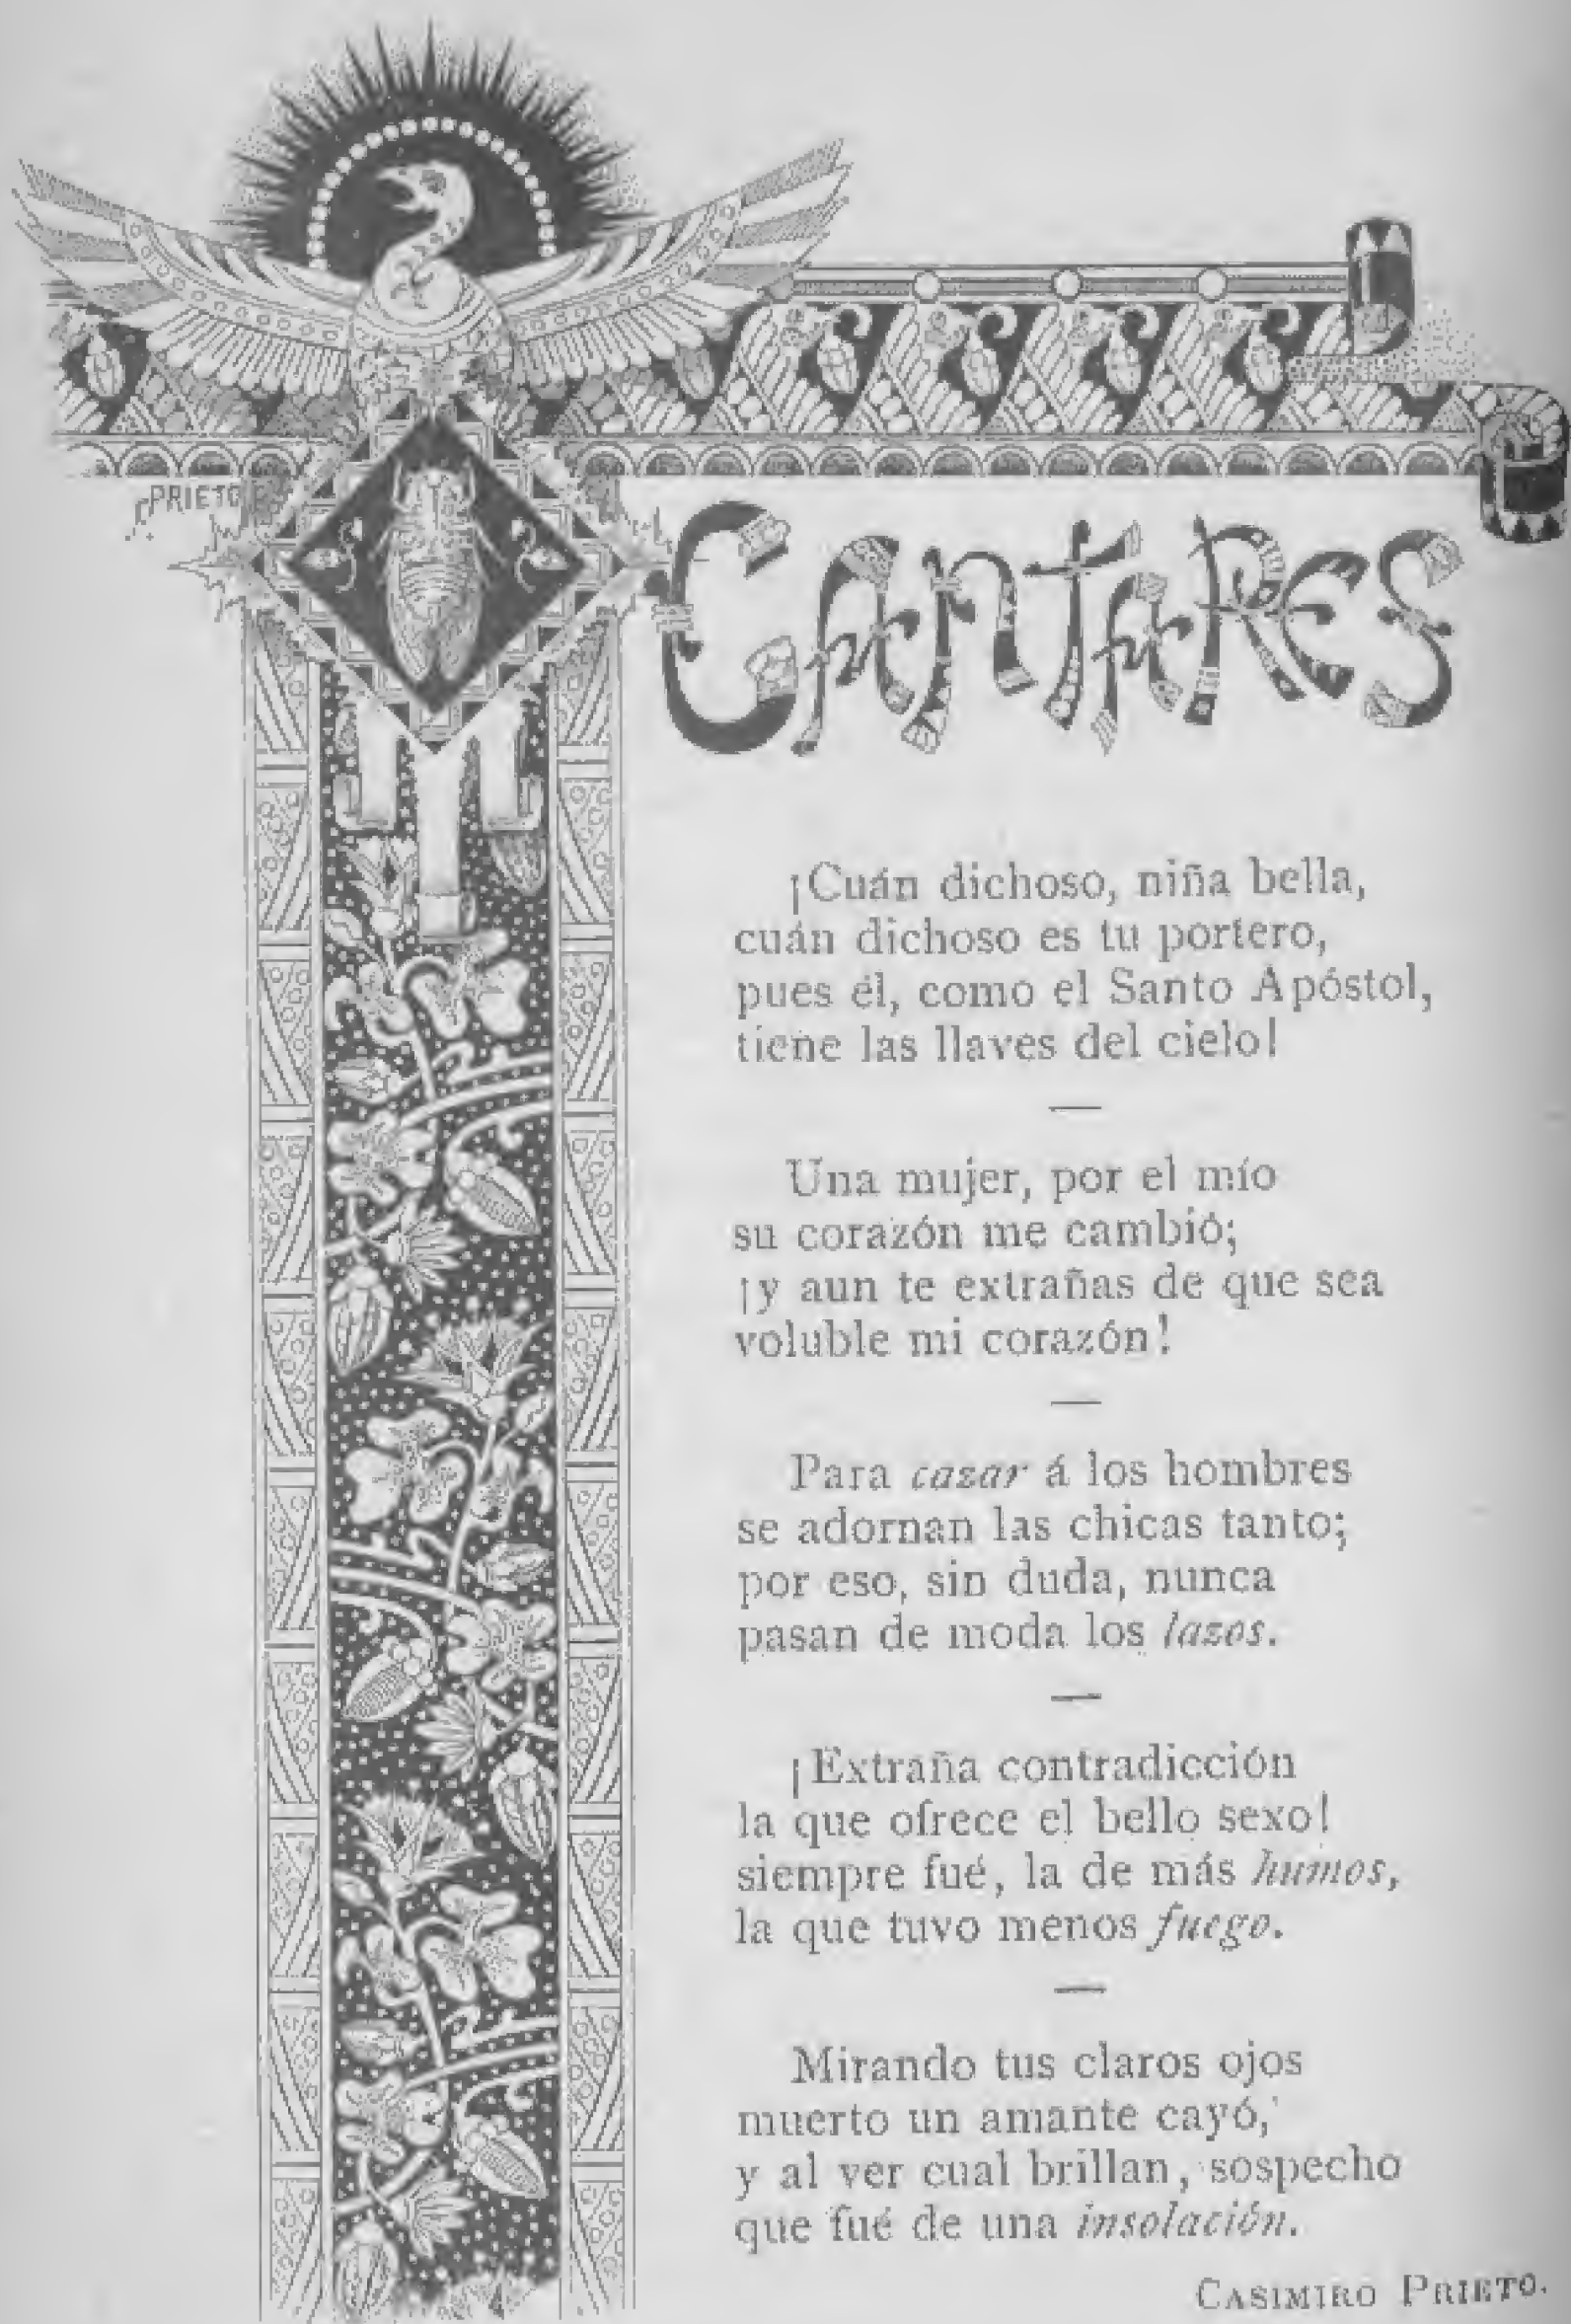 PRIETO
CANTARES
¡Cuán dichoso, niña bella,
cuán dichoso es tu portero,
pues él, como el Santo Apóstol,
tiene las llaves del cielo!
—
Una mujer, por el mío
su corazón me cambió;
¡y aun te extrañas de que sea
voluble mi corazón!
—
Para cazar á los hombres
se adornan las chicas tanto;
por eso, sin duda, nunca
pasan de moda los lazos.
—
¡Extraña contradicción
la que ofrece el bello sexo!
siempre fué, la de más humos,
la que tuvo menos fuego.
—
Mirando tus claros ojos
muerto un amante cayó,
y al ver cual brillan, sospecho
que fué de una insolación.
CASIMIRO PRIETO.